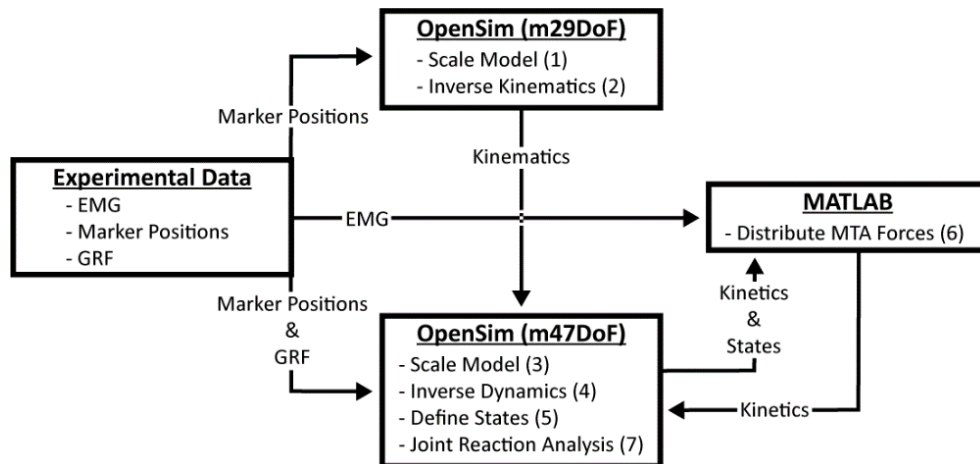 OpenSim (m29DoF)
- Scale Model (1)
- Inverse Kinematics (2)
Marker Positions
Kinematics
Experimental Data
- EMG
- Marker Positions
- GRF
EMG
MATLAB
- Distribute MTA Forces (6)
Marker Positions
&
GRF
OpenSim (m47DoF)
- Scale Model (3)
- Inverse Dynamics (4)
- Define States (5)
- Joint Reaction Analysis (7)
Kinetics
&
States
Kinetics